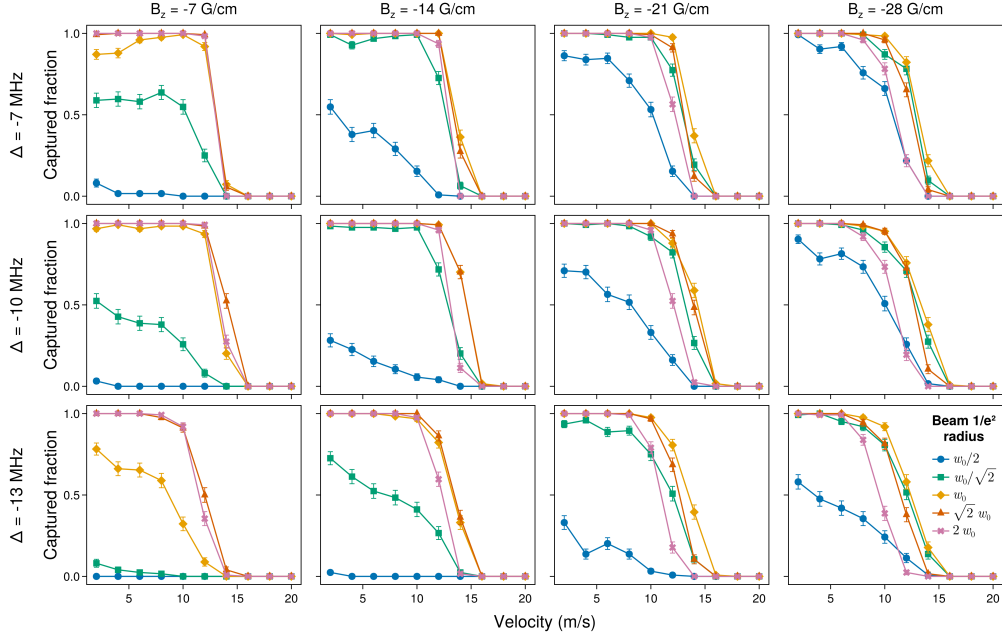 B_z = -7 G/cm
B_z = -14 G/cm
B_z = -21 G/cm
B_z = -28 G/cm
Δ = -7 MHz
Captured fraction
1.0
0.5
0.0
Δ = -10 MHz
Captured fraction
1.0
0.5
0.0
Δ = -13 MHz
Captured fraction
1.0
0.5
0.0
Beam 1/e²
radius
w₀/2
w₀/√2
w₀
√2 w₀
2 w₀
5 10 15 20
5 10 15 20
5 10 15 20
5 10 15 20
Velocity (m/s)